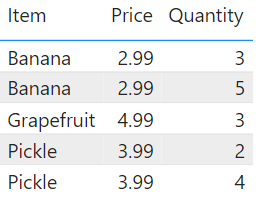 Item Price Quantity
Banana 2.99 3
Banana 2.99 5
Grapefruit 4.99 3
Pickle 3.99 2
Pickle 3.99 4